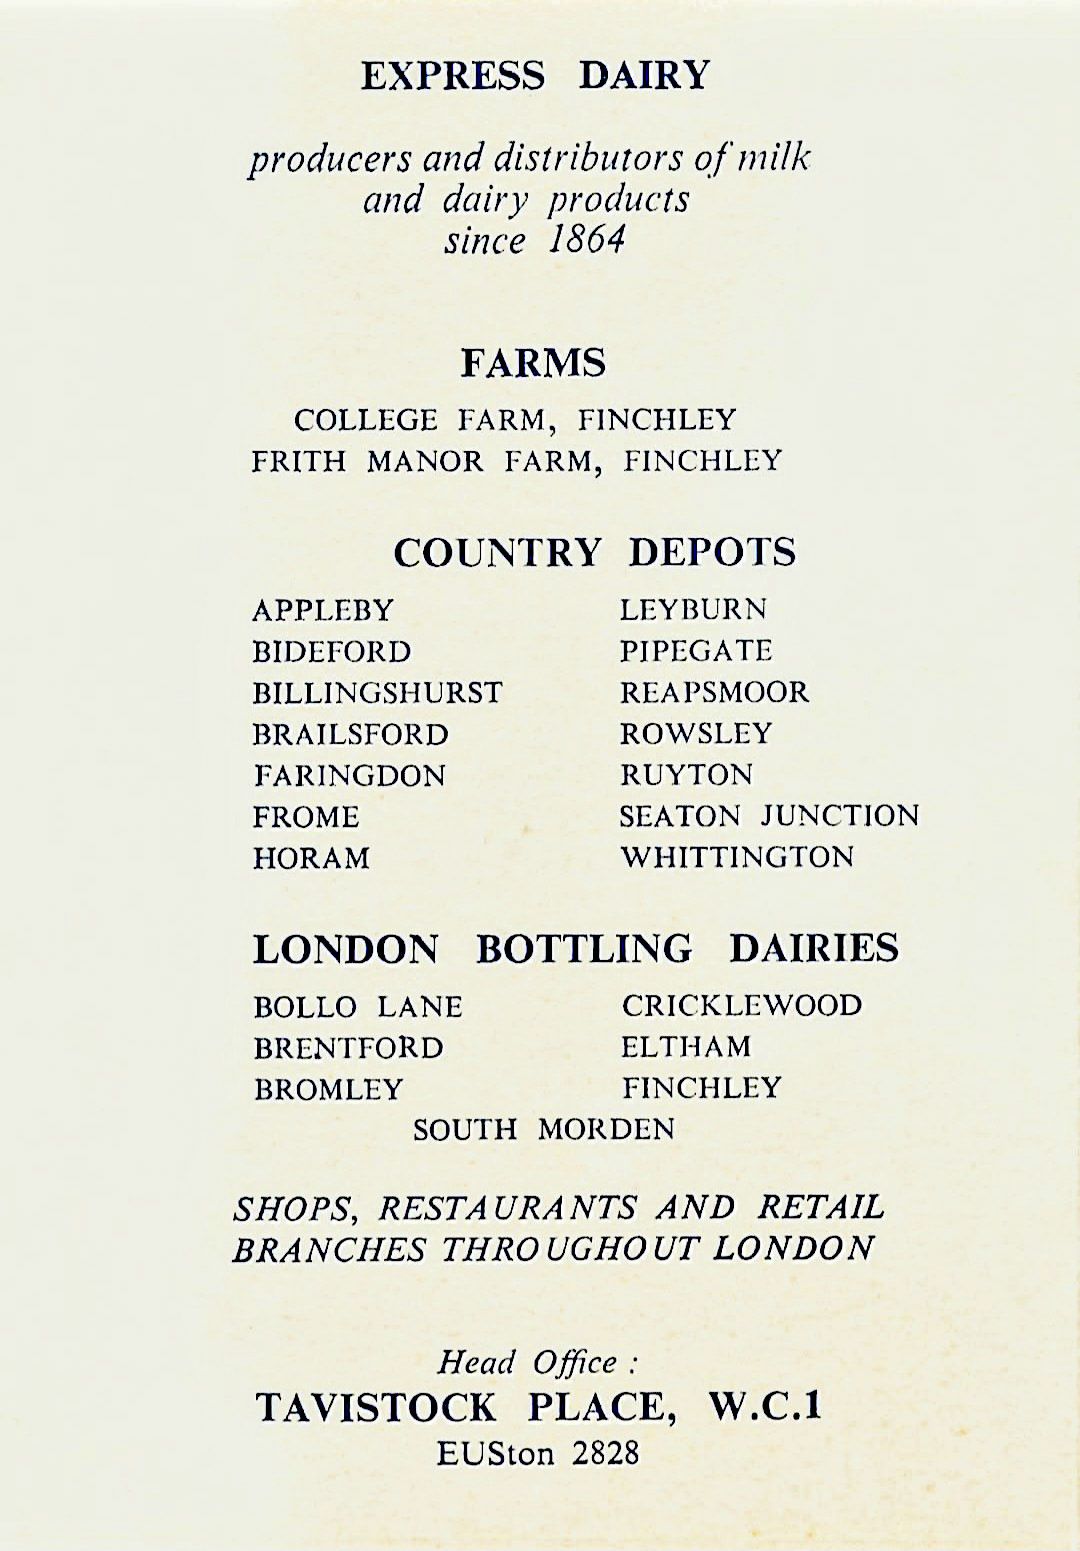 EXPRESS DAIRY
producers and distributors of milk
and dairy products
since 1864
FARMS
COLLEGE FARM, FINCHLEY
FRITH MANOR FARM, FINCHLEY
COUNTRY DEPOTS
APPLEBY
BIDEFORD
BILLINGSHURST
BRAILSFORD
FARINGDON
FROME
HORAM
LEYBURN
PIPEGATE
REAPSMOOR
ROWSLEY
RUYTON
SEATON JUNCTION
WHITTINGTON
LONDON BOTTLING DAIRIES
BOLLO LANE
BRENTFORD
BROMLEY
CRICKLEWOOD
ELTHAM
FINCHLEY
SOUTH MORDEN
SHOPS, RESTAURANTS AND RETAIL
BRANCHES THROUGHOUT LONDON
Head Office :
TAVISTOCK PLACE, W.C.1
EUSton 2828